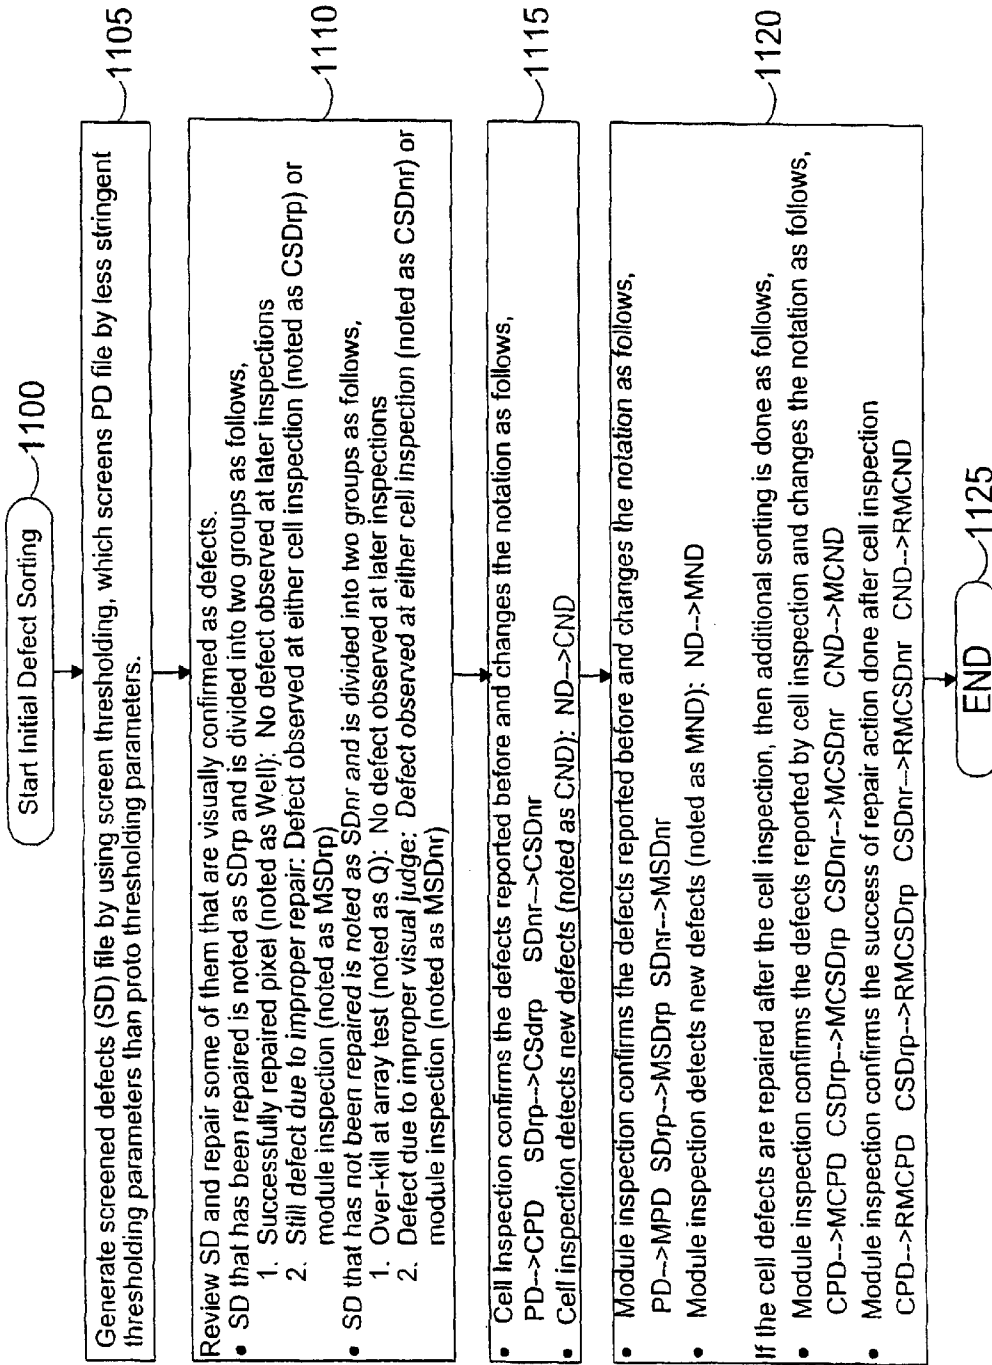 Start Initial Defect Sorting
1100
Generate screened defects (SD) file by using screen thresholding, which screens PD file by less stringent
thresholding parameters than proto thresholding parameters.
1105
Review SD and repair some of them that are visually confirmed as defects.
• SD that has been repaired is noted as SDrp and is divided into two groups as follows,
1. Successfully repaired pixel (noted as Well): No defect observed at later inspections
2. Still defect due to improper repair: Defect observed at either cell inspection (noted as CSDrp) or
module inspection (noted as MSDrp)
• SD that has not been repaired is noted as SDnr and is divided into two groups as follows,
1. Over-kill at array test (noted as Q): No defect observed at later inspections
2. Defect due to improper visual judge: Defect observed at either cell inspection (noted as CSDnr) or
module inspection (noted as MSDnr)
1110
• Cell Inspection confirms the defects reported before and changes the notation as follows,
PD-->CPD SDrp-->CSdrp SDnr-->CSDnr
• Cell inspection detects new defects (noted as CND): ND-->CND
1115
• Module inspection confirms the defects reported before and changes the notation as follows,
PD-->MPD SDrp-->MSDrp SDnr-->MSDnr
• Module inspection detects new defects (noted as MND): ND-->MND
If the cell defects are repaired after the cell inspection, then additional sorting is done as follows,
• Module inspection confirms the defects reported by cell inspection and changes the notation as follows,
CPD-->MCPD CSDrp-->MCSDrp CSDnr-->MCSDnr CND-->MCND
• Module inspection confirms the success of repair action done after cell inspection
CPD-->RMCPD CSDrp-->RMCSDrp CSDnr-->RMCSDnr CND-->RMCND
1120
END
1125